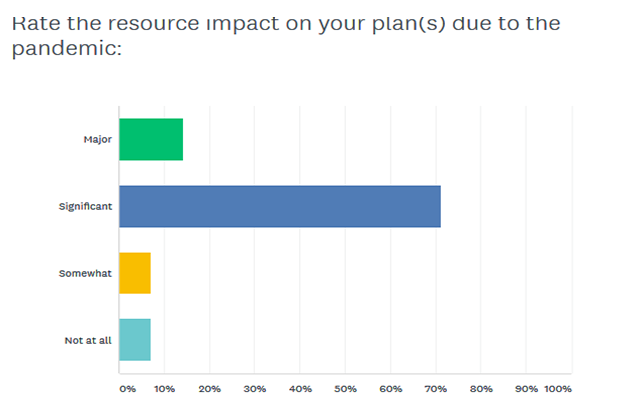 Rate the resource impact on your plan(s) due to the
pandemic:
Major
Significant
Somewhat
Not at all
0% 10% 20% 30% 40% 50% 60% 70% 80% 90% 100%